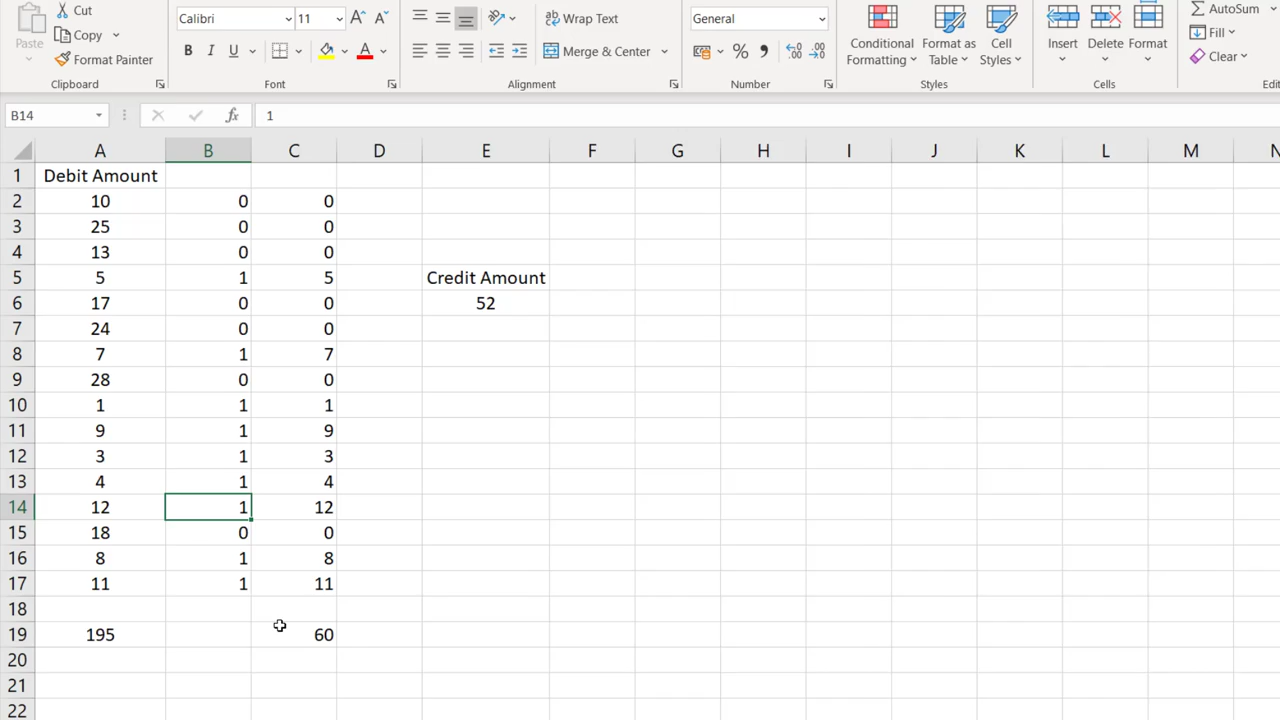 Cut
Calibri 11 A A Wrap Text General AutoSum
Paste Copy Conditional Format as Cell Insert Delete Format Fill
Format Painter B I U A Merge & Center % , Formatting Table Styles Clear
Clipboard Font Alignment Number Styles Cells
B14 fx 1
A B C D E F G H I J K L M N
1 Debit Amount
2 10 0 0
3 25 0 0
4 13 0 0
5 5 1 5 Credit Amount
6 17 0 0 52
7 24 0 0
8 7 1 7
9 28 0 0
10 1 1 1
11 9 1 9
12 3 1 3
13 4 1 4
14 12 1 12
15 18 0 0
16 8 1 8
17 11 1 11
18
19 195 60
20
21
22